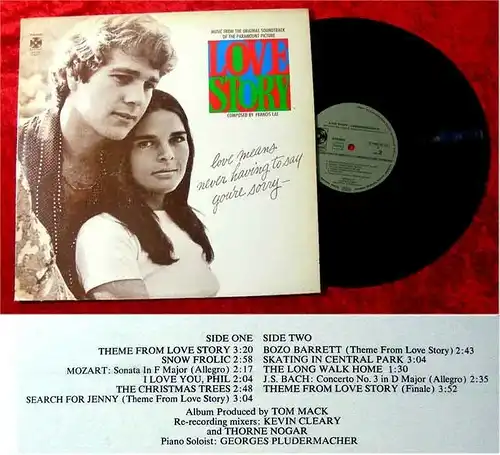 MUSIC FROM THE ORIGINAL SOUNDTRACK
OF THE PARAMOUNT PICTURE
LOVE
STORY
COMPOSED BY FRANCIS LAI
love means
never having to say
you're sorry—
SIDE ONE
THEME FROM LOVE STORY 3:20
SNOW FROLIC 2:58
MOZART: Sonata In F Major (Allegro) 2:17
I LOVE YOU, PHIL 2:04
THE CHRISTMAS TREES 2:48
SEARCH FOR JENNY (Theme From Love Story) 3:04
SIDE TWO
BOZO BARRETT (Theme From Love Story) 2:43
SKATING IN CENTRAL PARK 3:04
THE LONG WALK HOME 1:30
J.S. BACH: Concerto No. 3 in D Major (Allegro) 2:35
THEME FROM LOVE STORY (Finale) 3:52
Album Produced by TOM MACK
Re-recording mixers: KEVIN CLEARY
and THORNE NOGAR
Piano Soloist: GEORGES PLUDERMACHER